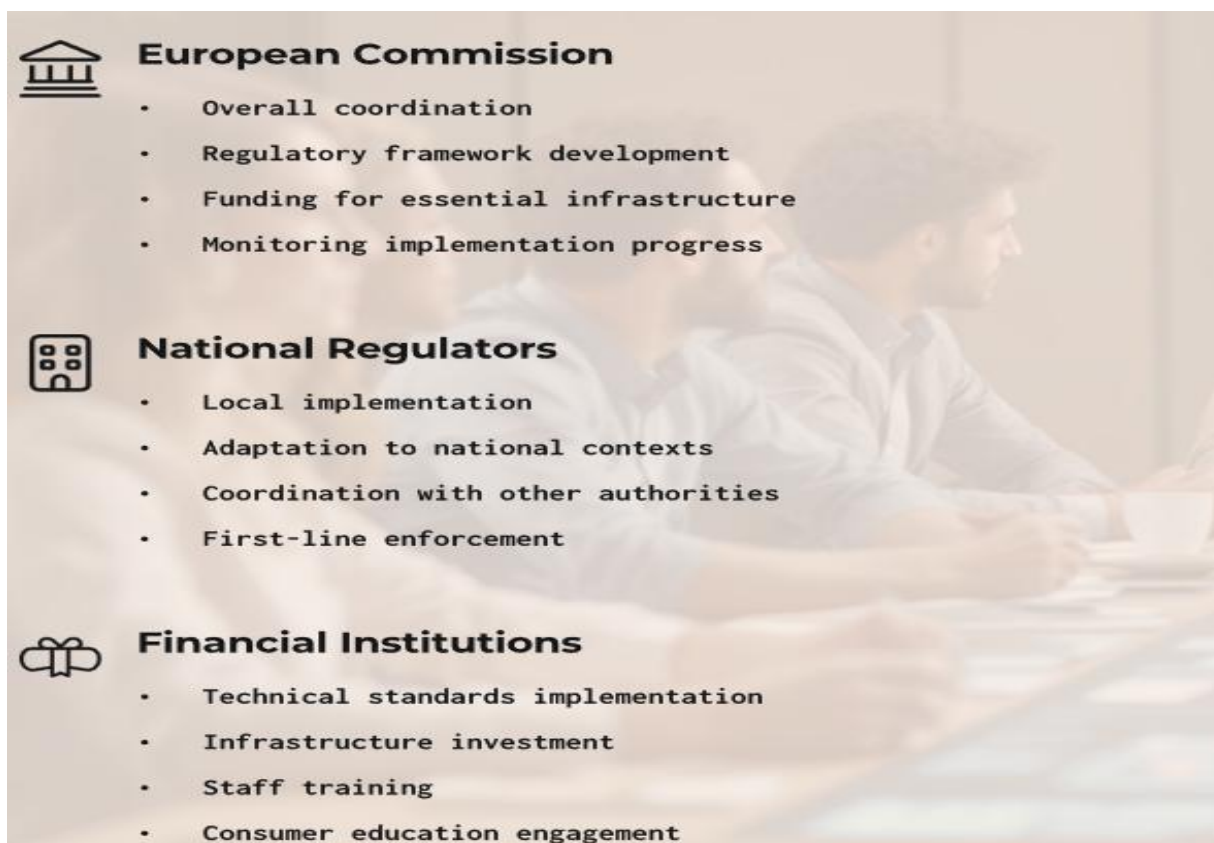 European Commission
• Overall coordination
• Regulatory framework development
• Funding for essential infrastructure
• Monitoring implementation progress
National Regulators
• Local implementation
• Adaptation to national contexts
• Coordination with other authorities
• First-line enforcement
Financial Institutions
• Technical standards implementation
• Infrastructure investment
• Staff training
• Consumer education engagement